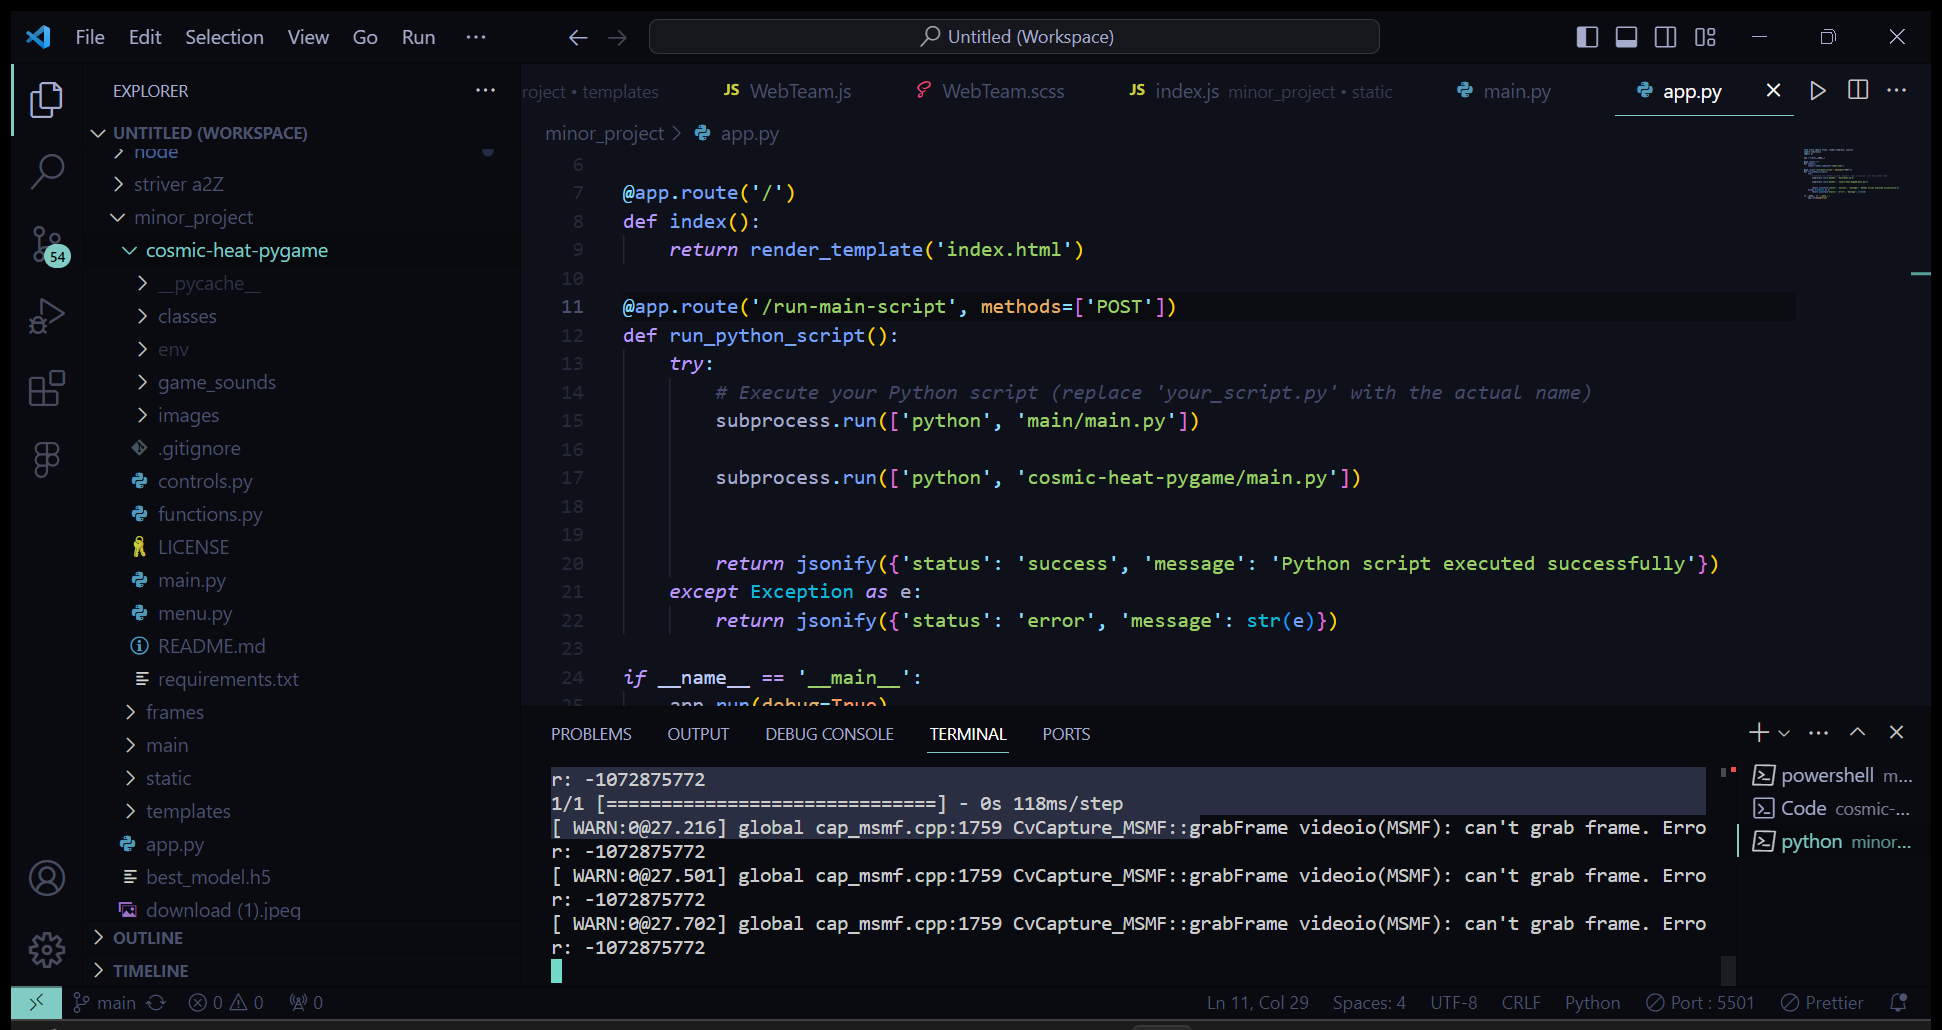 File Edit Selection View Go Run ···
Untitled (Workspace)
EXPLORER
UNTITLED (WORKSPACE)
node
striver a2Z
minor_project
cosmic-heat-pygame
__pycache__
classes
env
game_sounds
images
.gitignore
controls.py
functions.py
LICENSE
main.py
menu.py
README.md
requirements.txt
frames
main
static
templates
app.py
best_model.h5
download (1).jpeg
OUTLINE
TIMELINE
54
roject • templates
JS WebTeam.js
WebTeam.scss
JS index.js minor_project • static
main.py
app.py
minor_project > app.py
6
7 @app.route('/')
8 def index():
9 return render_template('index.html')
10
11 @app.route('/run-main-script', methods=['POST'])
12 def run_python_script():
13 try:
14 # Execute your Python script (replace 'your_script.py' with the actual name)
15 subprocess.run(['python', 'main/main.py'])
16
17 subprocess.run(['python', 'cosmic-heat-pygame/main.py'])
18
19
20 return jsonify({'status': 'success', 'message': 'Python script executed successfully'})
21 except Exception as e:
22 return jsonify({'status': 'error', 'message': str(e)})
23
24 if __name__ == '__main__':
25 app.run(debug=True)
PROBLEMS OUTPUT DEBUG CONSOLE TERMINAL PORTS
r: -1072875772
1/1 [==============================] - 0s 118ms/step
[ WARN:0@27.216] global cap_msmf.cpp:1759 CvCapture_MSMF::grabFrame videoio(MSMF): can't grab frame. Erro
r: -1072875772
[ WARN:0@27.501] global cap_msmf.cpp:1759 CvCapture_MSMF::grabFrame videoio(MSMF): can't grab frame. Erro
r: -1072875772
[ WARN:0@27.702] global cap_msmf.cpp:1759 CvCapture_MSMF::grabFrame videoio(MSMF): can't grab frame. Erro
r: -1072875772
powershell m...
Code cosmic-...
python minor...
main 0 0 0
Ln 11, Col 29 Spaces: 4 UTF-8 CRLF Python Port : 5501 Prettier